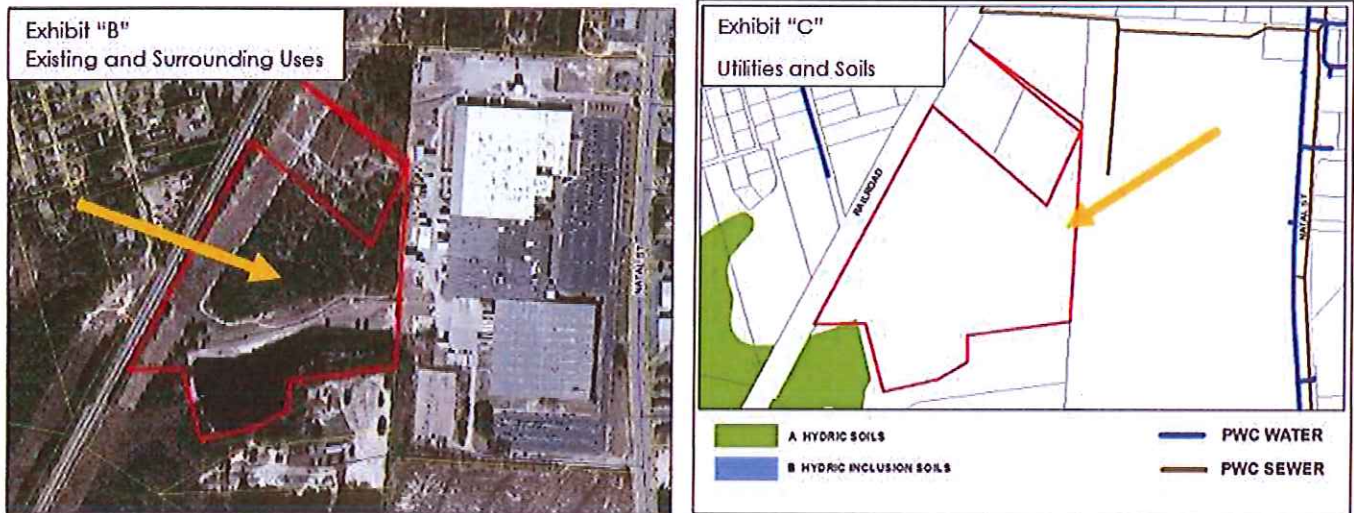 Exhibit "B"
Existing and Surrounding Uses
NATAL ST
Exhibit "C"
Utilities and Soils
RAILROAD
NATAL ST
A HYDRIC SOILS
B HYDRIC INCLUSION SOILS
PWC WATER
PWC SEWER